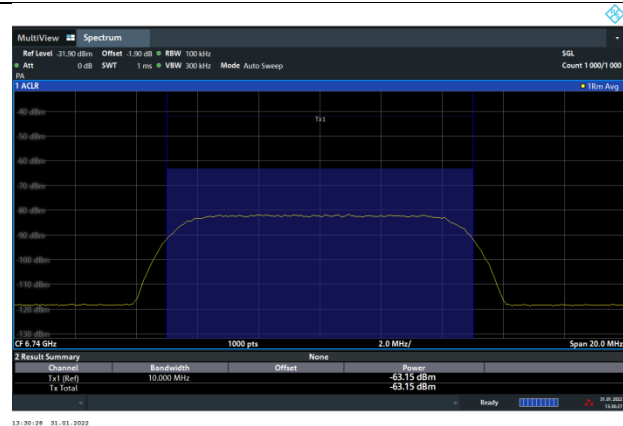 MultiView Spectrum
Ref Level -31.90 dBm Offset -1.90 dB RBW 100 kHz SGL
Att 0 dB SWT 1 ms VBW 300 kHz Mode Auto Sweep Count 1 000/1 000
PA
1 ACLR 1Rm Avg
-40 dBm
Tx1
-50 dBm
-60 dBm
-70 dBm
-80 dBm
-90 dBm
-100 dBm
-110 dBm
-120 dBm
-130 dBm
CF 6.74 GHz 1000 pts 2.0 MHz/ Span 20.0 MHz
2 Result Summary None
Channel Bandwidth Offset Power
Tx1 (Ref) 10.000 MHz -63.15 dBm
Tx Total -63.15 dBm
Ready 31.01.2022
13:30:27
13:30:28 31.01.2022